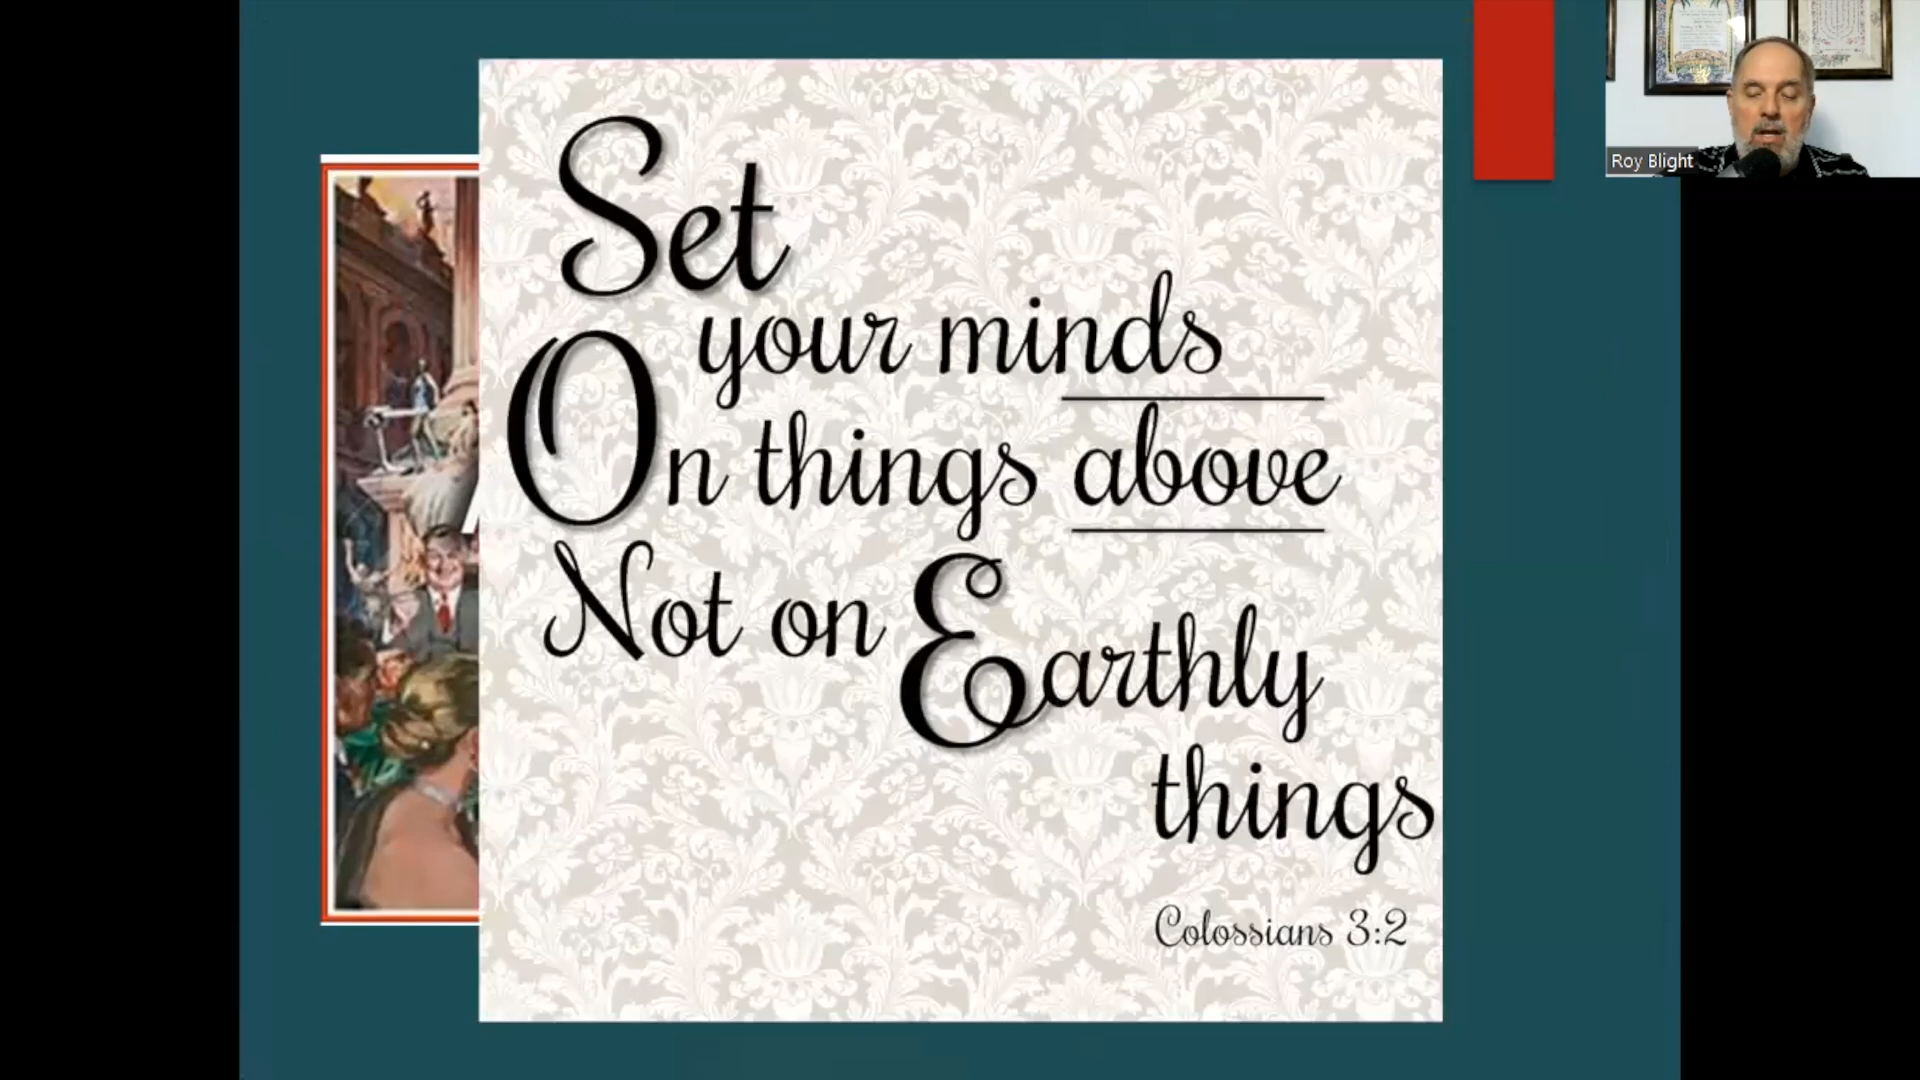 Set
your minds
On things above
Not on Earthly
things
Colossians 3:2
Roy Blight